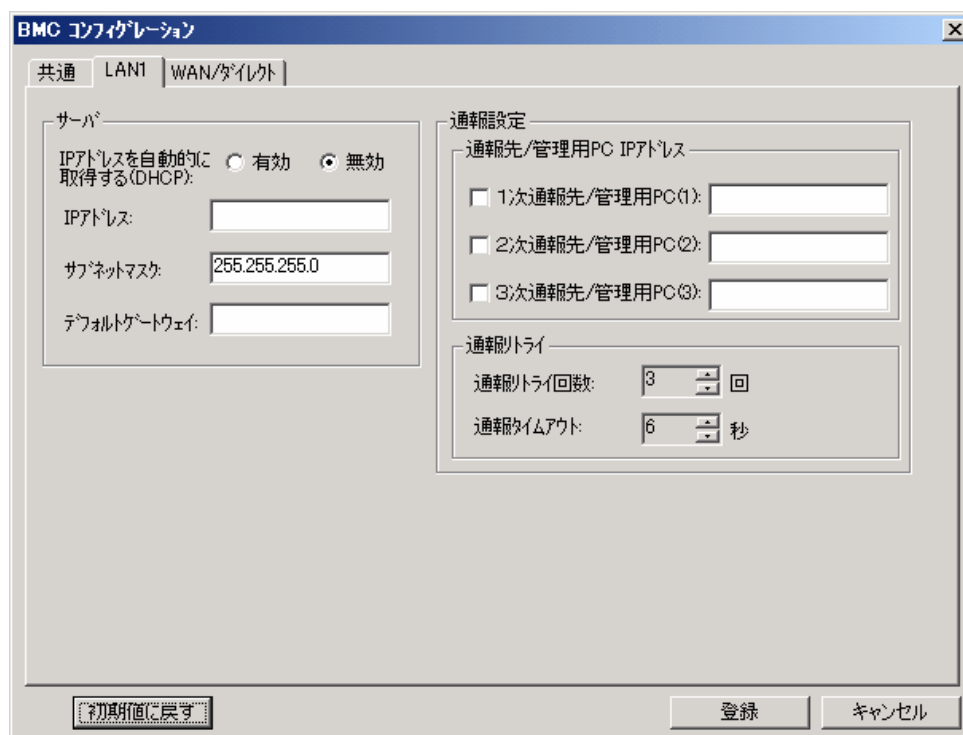 BMC ｺﾝﾌｨｸﾞﾚｰｼｮﾝ
共通
LAN1
WAN/ﾀﾞｲﾚｸﾄ
ｻｰﾊﾞ
IPｱﾄﾞﾚｽを自動的に
取得する(DHCP):
有効
無効
IPｱﾄﾞﾚｽ:
ｻﾌﾞﾈｯﾄﾏｽｸ:
255.255.255.0
ﾃﾞﾌｫﾙﾄｹﾞｰﾄｳｪｲ:
通報設定
通報先/管理用PC IPｱﾄﾞﾚｽ
1次通報先/管理用PC(1):
2次通報先/管理用PC(2):
3次通報先/管理用PC(3):
通報ﾘﾄﾗｲ
通報ﾘﾄﾗｲ回数:
3
回
通報ﾀｲﾑｱｳﾄ:
6
秒
初期値に戻す
登録
キャンセル